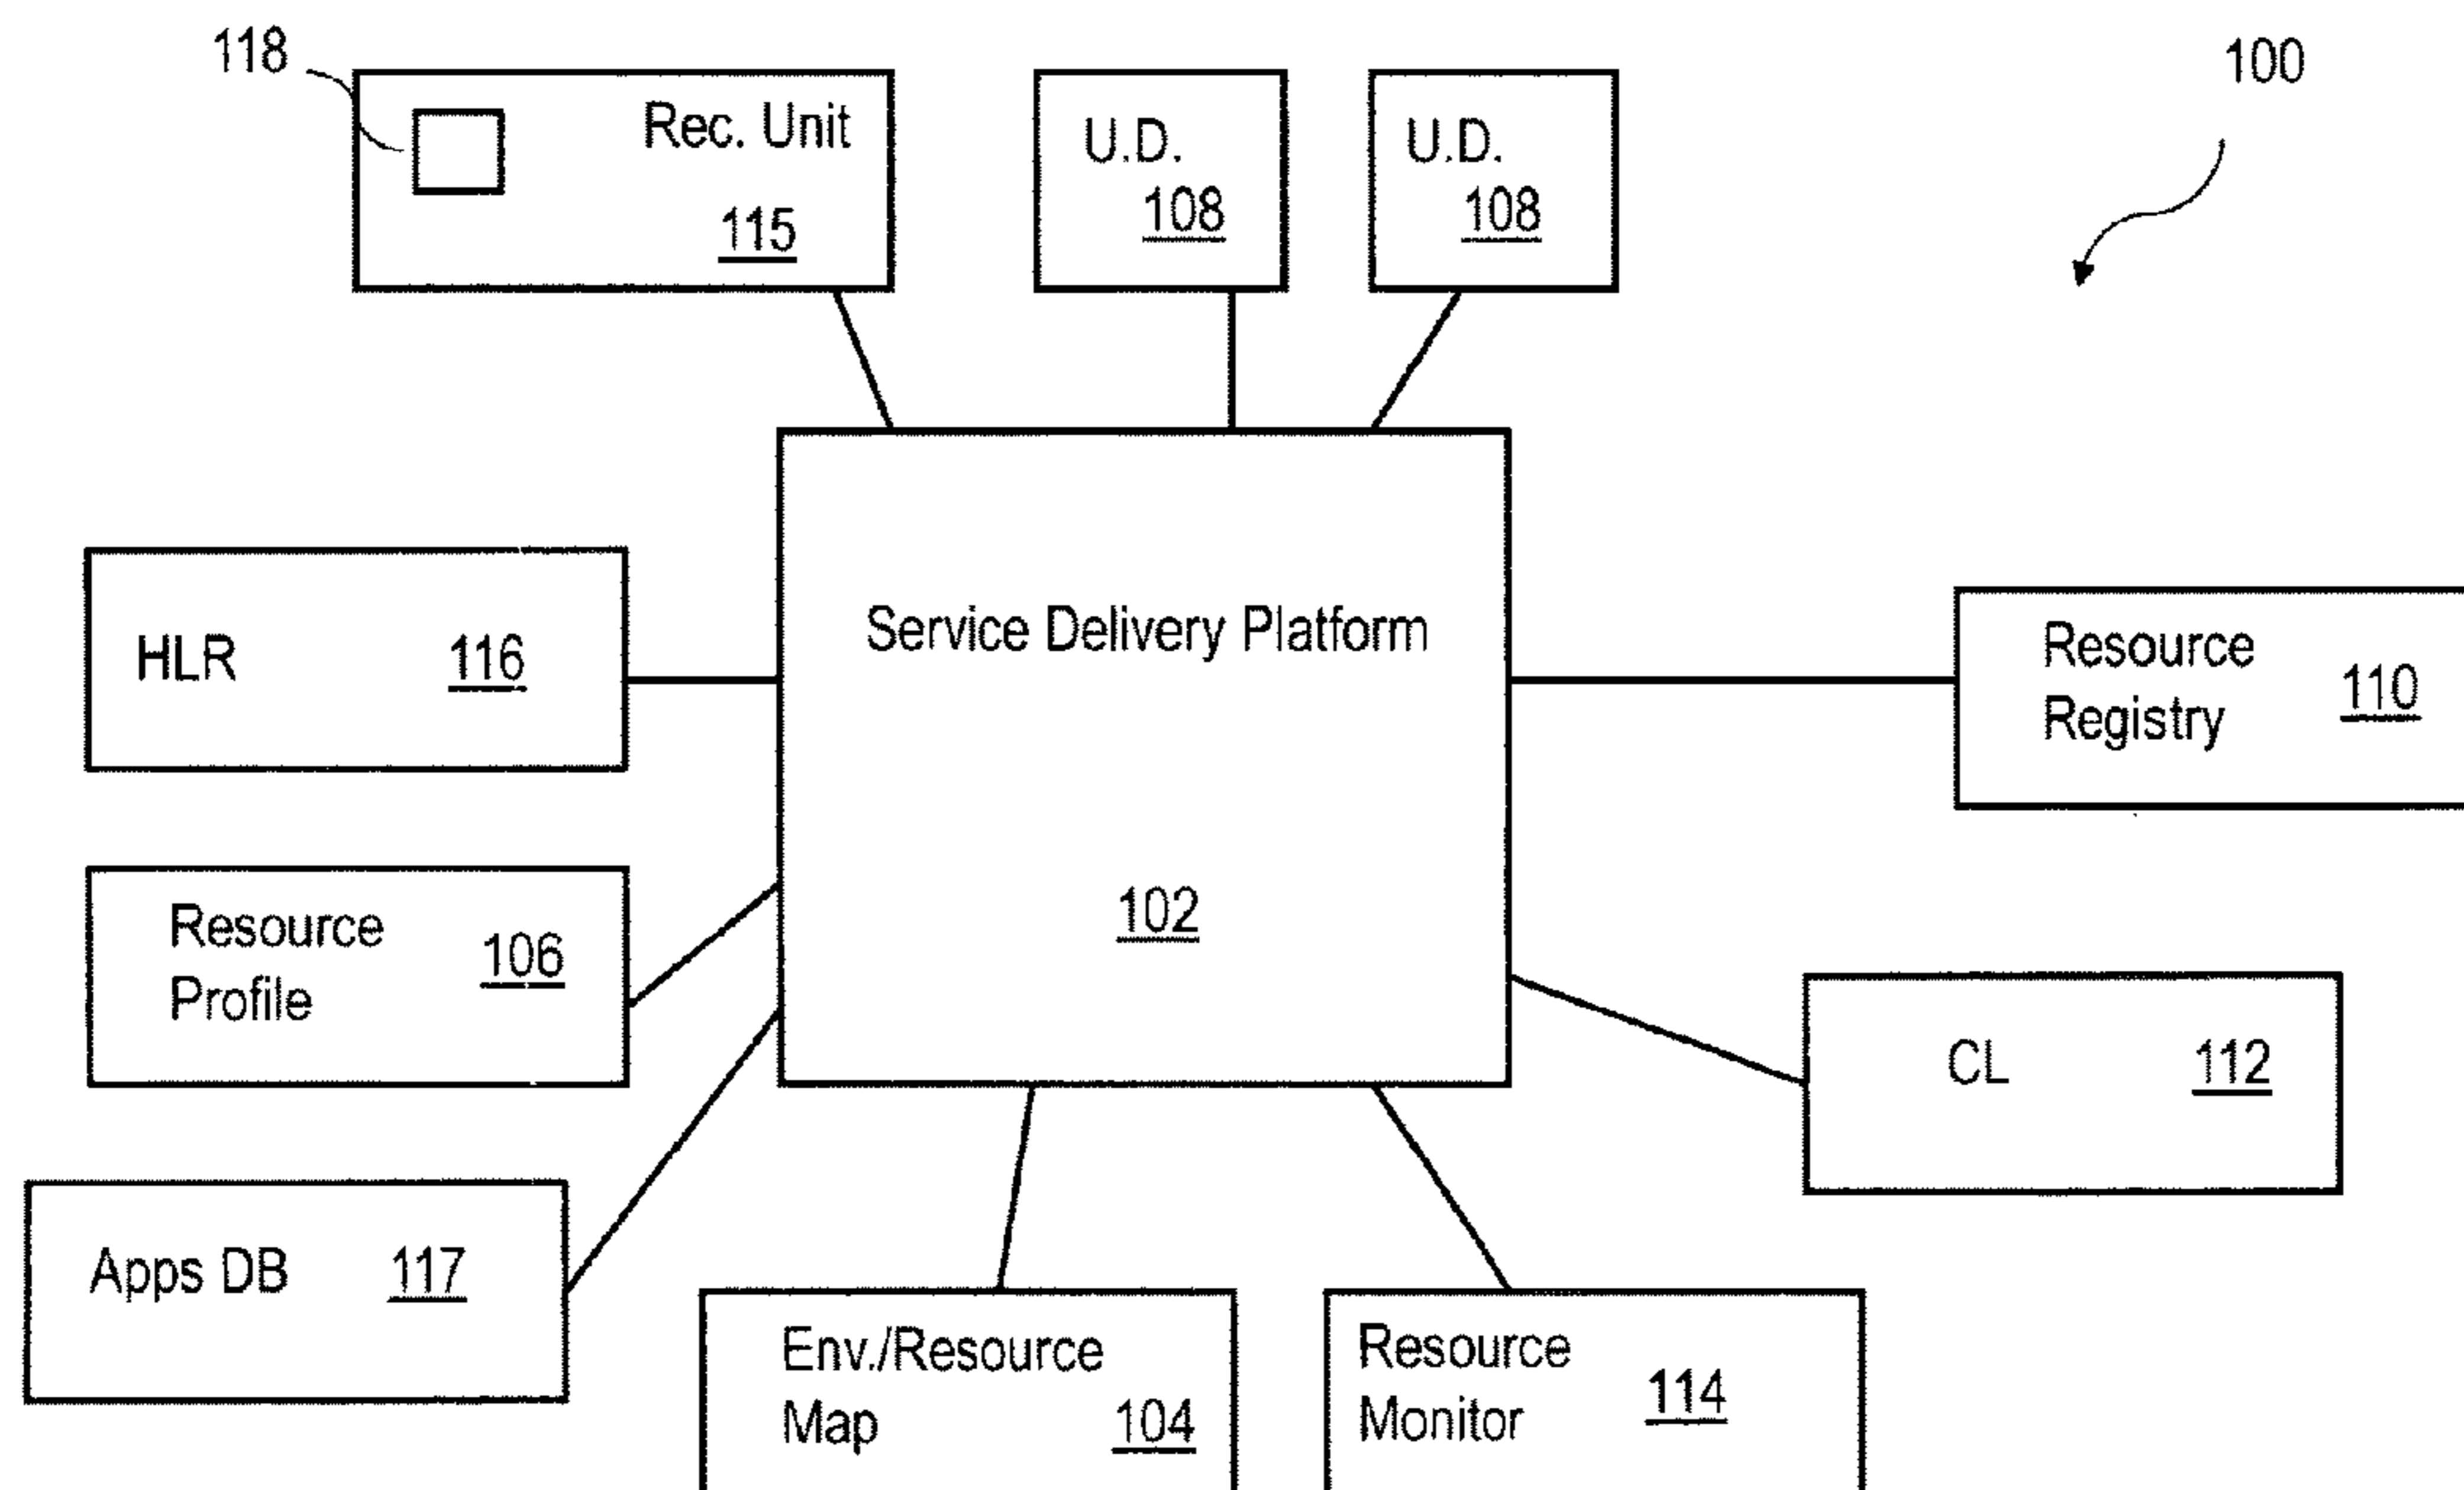 118
100
Rec. Unit
115
U.D.
108
U.D.
108
Service Delivery Platform
102
HLR 116
Resource
Registry
110
Resource
Profile
106
CL 112
Apps DB 117
Env./Resource
Map 104
Resource
Monitor
114